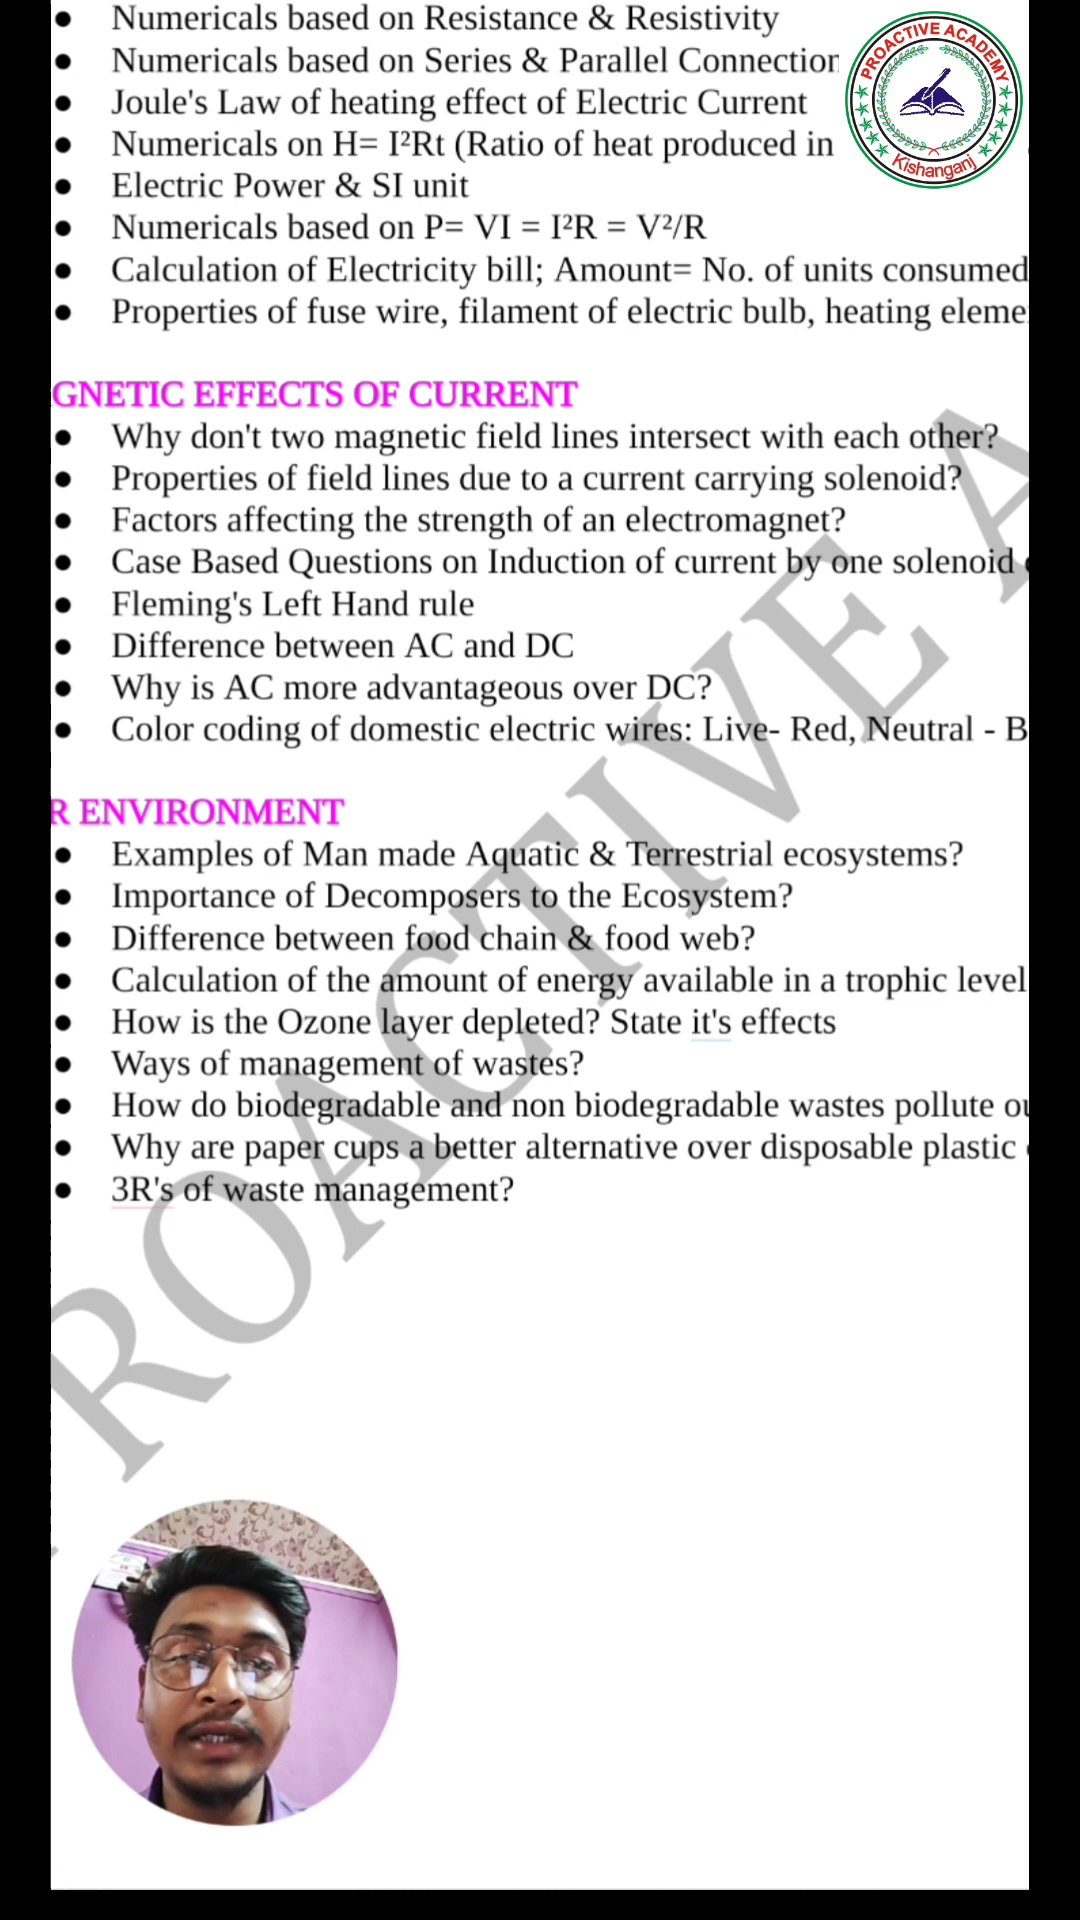 Numericals based on Resistance & Resistivity
Numericals based on Series & Parallel Connection
Joule's Law of heating effect of Electric Current
Numericals on H= I²Rt (Ratio of heat produced in
Electric Power & SI unit
Numericals based on P= VI = I²R = V²/R
Calculation of Electricity bill; Amount= No. of units consumed
Properties of fuse wire, filament of electric bulb, heating eleme
PROACTIVE ACADEMY
Kishanganj
GNETIC EFFECTS OF CURRENT
Why don't two magnetic field lines intersect with each other?
Properties of field lines due to a current carrying solenoid?
Factors affecting the strength of an electromagnet?
Case Based Questions on Induction of current by one solenoid
Fleming's Left Hand rule
Difference between AC and DC
Why is AC more advantageous over DC?
Color coding of domestic electric wires: Live- Red, Neutral - B
R ENVIRONMENT
Examples of Man made Aquatic & Terrestrial ecosystems?
Importance of Decomposers to the Ecosystem?
Difference between food chain & food web?
Calculation of the amount of energy available in a trophic level
How is the Ozone layer depleted? State it's effects
Ways of management of wastes?
How do biodegradable and non biodegradable wastes pollute ou
Why are paper cups a better alternative over disposable plastic
3R's of waste management?
ROACTIVE A